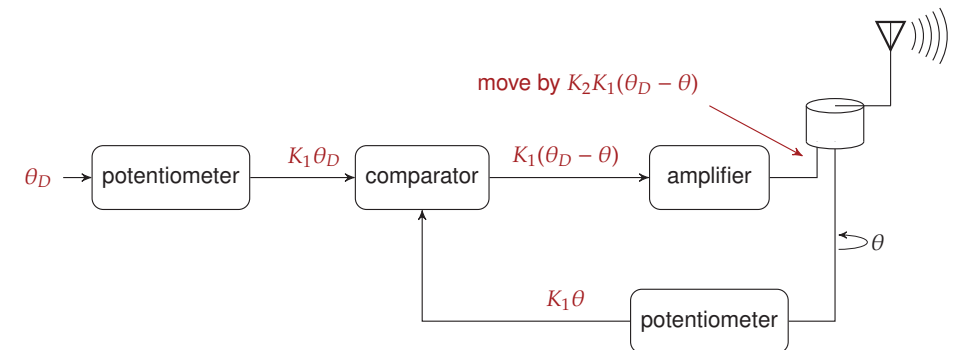 move by K₂K₁(θ_D − θ)
θ_D
potentiometer
K₁θ_D
comparator
K₁(θ_D − θ)
amplifier
θ
K₁θ
potentiometer